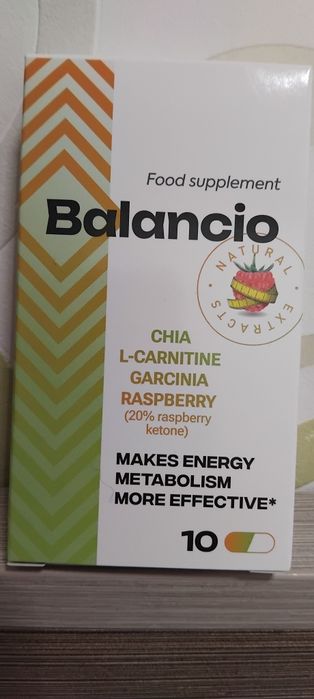 Food supplement
Balancio
NATURAL EXTRACTS
CHIA
L-CARNITINE
GARCINIA
RASPBERRY
(20% raspberry
ketone)
MAKES ENERGY
METABOLISM
MORE EFFECTIVE*
10